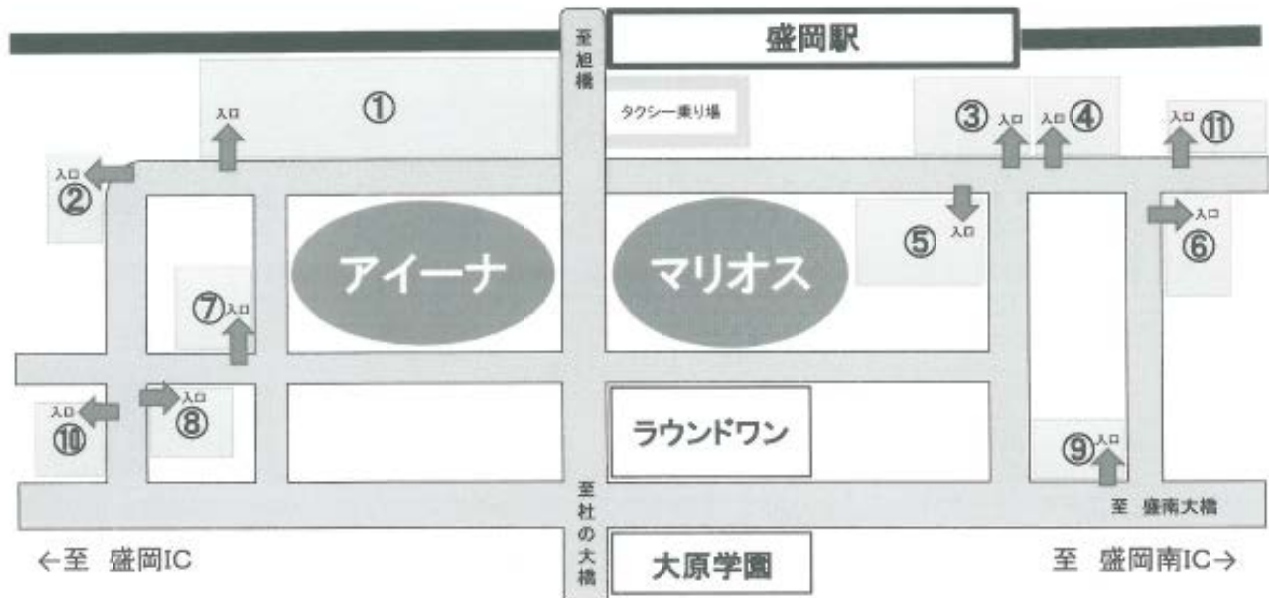 盛岡駅
至旭橋
タクシー乗り場
①
入口
②
入口
③
入口
④
入口
⑪
入口
⑤
入口
⑥
入口
アイーナ
マリオス
⑦
入口
⑧
入口
⑩
入口
ラウンドワン
⑨
入口
至 盛南大橋
至杜の大橋
大原学園
←至 盛岡IC
至 盛岡南IC→